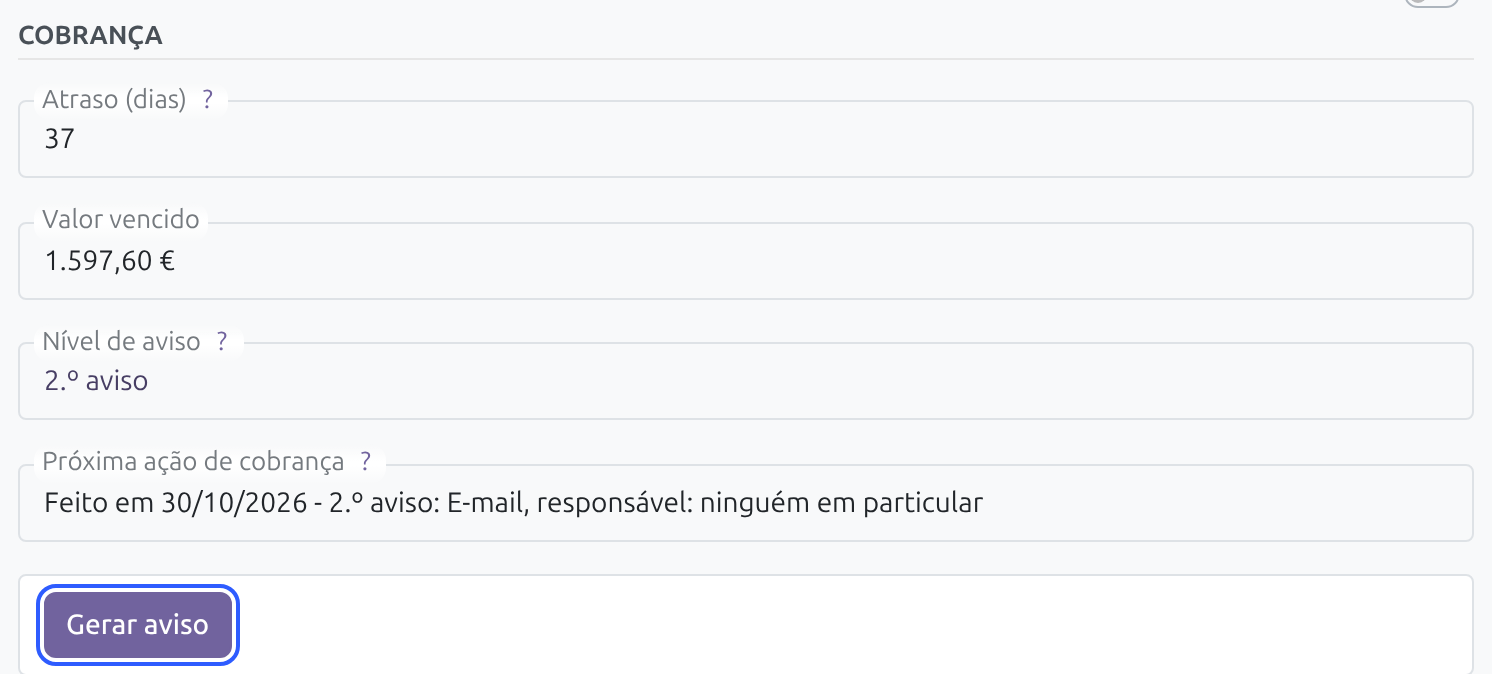 COBRANÇA
Atraso (dias) ?
37
Valor vencido
1.597,60 €
Nível de aviso ?
2.º aviso
Próxima ação de cobrança ?
Feito em 30/10/2026 - 2.º aviso: E-mail, responsável: ninguém em particular
Gerar aviso